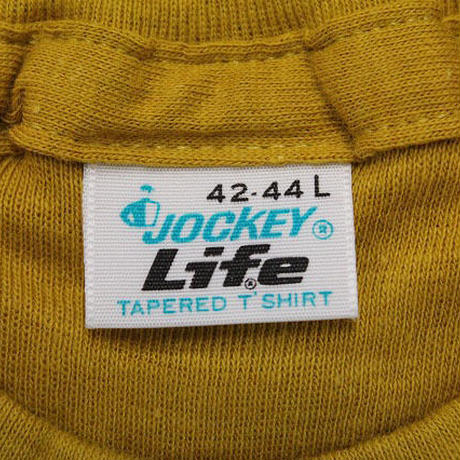 42-44 L
JOCKEY ®
Life ®
TAPERED T'SHIRT